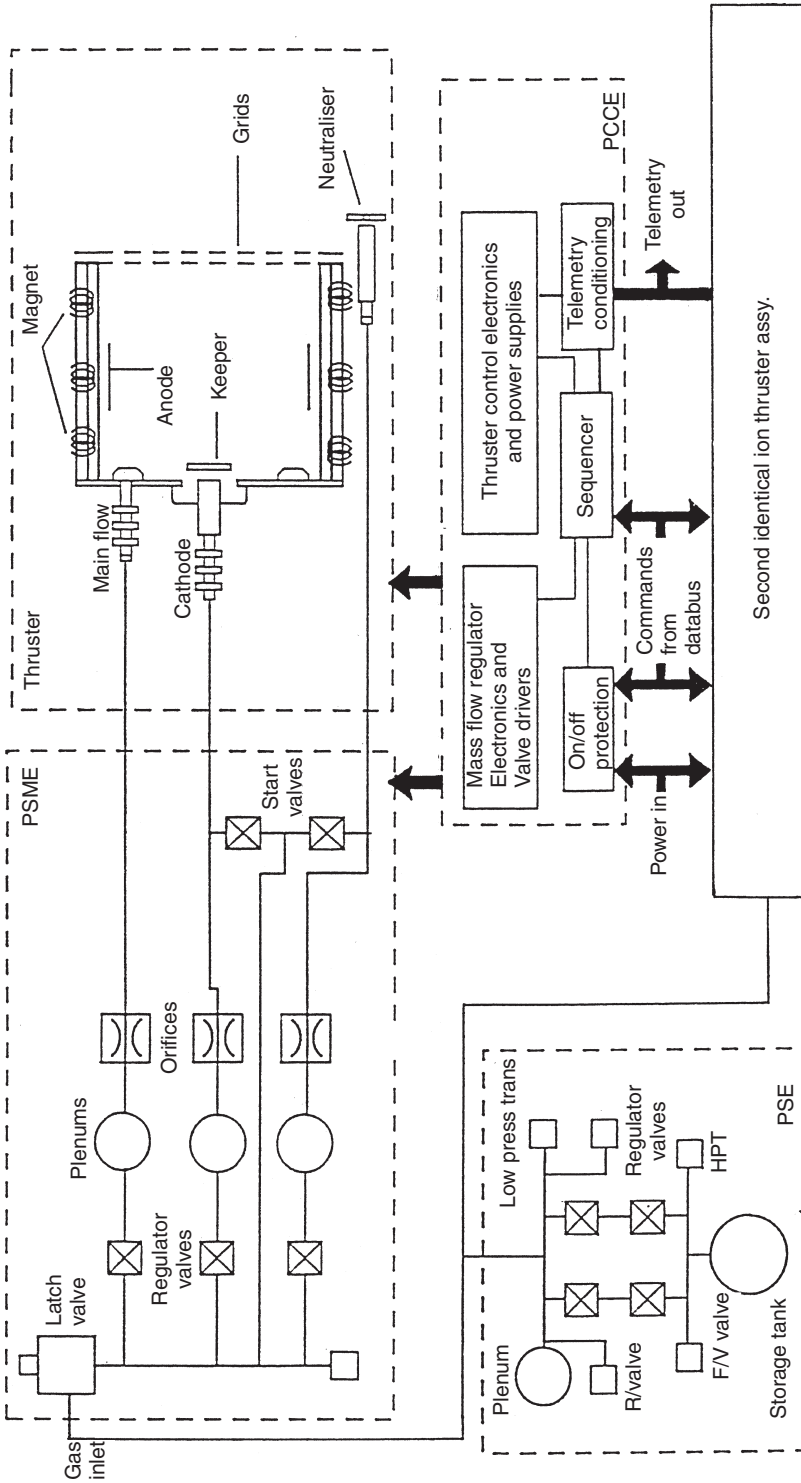 Gas
inlet
Latch
valve
PSME
Regulator
valves
Plenums
Orifices
Start
valves
Thruster
Main flow
Cathode
Magnet
Anode
Keeper
Grids
Neutraliser
PCCE
Mass flow regulator
Electronics and
Valve drivers
Thruster control electronics
and power supplies
On/off
protection
Sequencer
Telemetry
conditioning
Power in
Commands
from
databus
Telemetry
out
Second identical ion thruster assy.
Plenum
R/valve
F/V valve
Storage tank
Low press trans
Regulator
valves
HPT
PSE